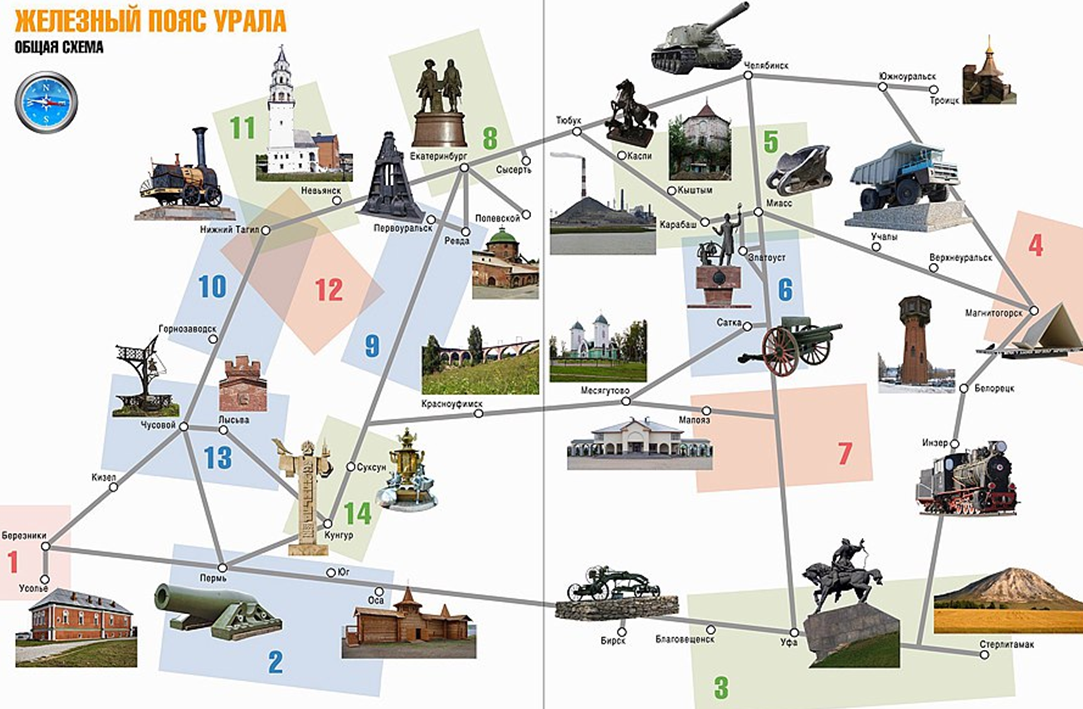 ЖЕЛЕЗНЫЙ ПОЯС УРАЛА
ОБЩАЯ СХЕМА
N
S
Челябинск
Южноуральск
Троицк
Тюбук
11
8
Екатеринбург
Сысерть
Каспи
5
Невьянск
Кыштым
Миасс
Нижний Тагил
Первоуральск
Ревда
Полевской
Карабаш
Учалы
Верхнеуральск
4
Златоуст
10
12
6
Магнитогорск
Горнозаводск
9
Сатка
Месягутово
Белорецк
Красноуфимск
Малояз
Чусовой
Лысьва
Инзер
13
7
Суксун
Кизел
14
Кунгур
Березники
1
Усолье
Пермь
Юг
Оса
2
Бирск
Благовещенск
Уфа
Стерлитамак
3